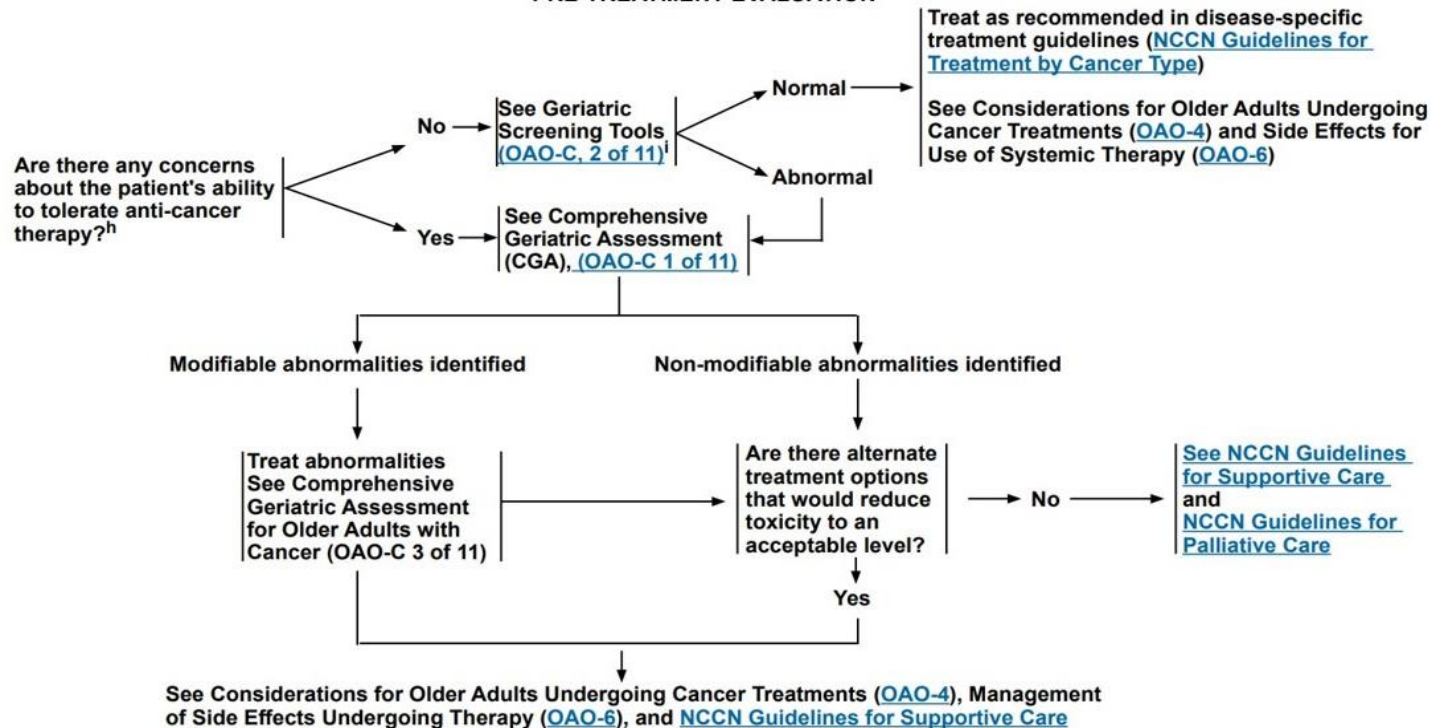 PRE-TREATMENT EVALUATION
Treat as recommended in disease-specific
treatment guidelines (NCCN Guidelines for
Treatment by Cancer Type)
See Considerations for Older Adults Undergoing
Cancer Treatments (OAO-4) and Side Effects for
Use of Systemic Therapy (OAO-6)
Normal
See Geriatric
Screening Tools
(OAO-C, 2 of 11)i
No
Abnormal
Are there any concerns
about the patient's ability
to tolerate anti-cancer
therapy?h
Yes
See Comprehensive
Geriatric Assessment
(CGA), (OAO-C 1 of 11)
Modifiable abnormalities identified
Non-modifiable abnormalities identified
Treat abnormalities
See Comprehensive
Geriatric Assessment
for Older Adults with
Cancer (OAO-C 3 of 11)
Are there alternate
treatment options
that would reduce
toxicity to an
acceptable level?
No
See NCCN Guidelines
for Supportive Care
and
NCCN Guidelines for
Palliative Care
Yes
See Considerations for Older Adults Undergoing Cancer Treatments (OAO-4), Management
of Side Effects Undergoing Therapy (OAO-6), and NCCN Guidelines for Supportive Care